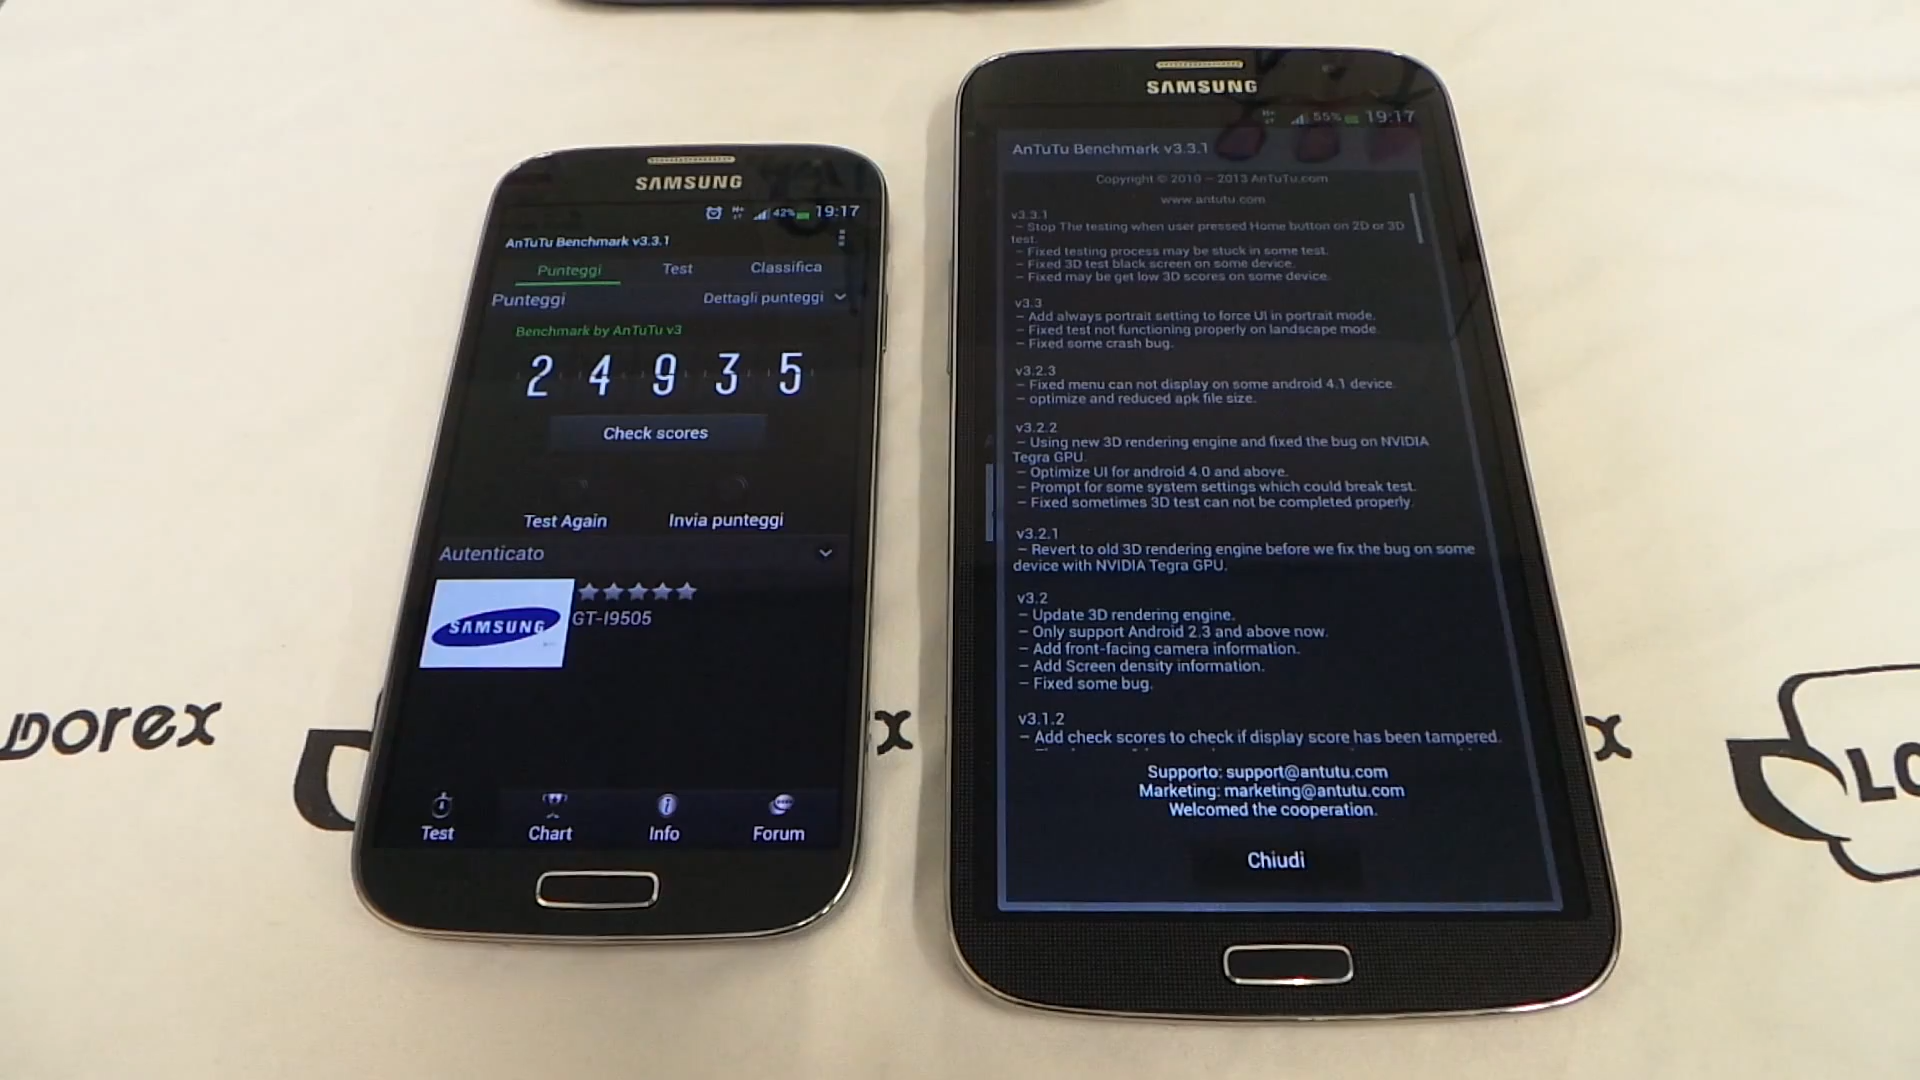 SAMSUNG
42% 19:17
AnTuTu Benchmark v3.3.1
Punteggi Test Classifica
Punteggi Dettagli punteggi
Benchmark by AnTuTu v3
2 4 9 3 5
Check scores
Test Again Invia punteggi
Autenticato
SAMSUNG
GT-I9505
Test Chart Info Forum
SAMSUNG
55% 19:17
AnTuTu Benchmark v3.3.1
Copyright © 2010 – 2013 AnTuTu.com
www.antutu.com
v3.3.1
– Stop The testing when user pressed Home button on 2D or 3D
test.
– Fixed testing process may be stuck in some test.
– Fixed 3D test black screen on some device.
– Fixed may be get low 3D scores on some device.
v3.3
– Add always portrait setting to force UI in portrait mode.
– Fixed test not functioning properly on landscape mode.
– Fixed some crash bug.
v3.2.3
– Fixed menu can not display on some android 4.1 device.
– optimize and reduced apk file size.
v3.2.2
– Using new 3D rendering engine and fixed the bug on NVIDIA
Tegra GPU.
– Optimize UI for android 4.0 and above.
– Prompt for some system settings which could break test.
– Fixed sometimes 3D test can not be completed properly.
v3.2.1
– Revert to old 3D rendering engine before we fix the bug on some
device with NVIDIA Tegra GPU.
v3.2
– Update 3D rendering engine.
– Only support Android 2.3 and above now.
– Add front-facing camera information.
– Add Screen density information.
– Fixed some bug.
v3.1.2
– Add check scores to check if display score has been tampered.
Supporto: support@antutu.com
Marketing: marketing@antutu.com
Welcomed the cooperation.
Chiudi
orex
x
x
LO